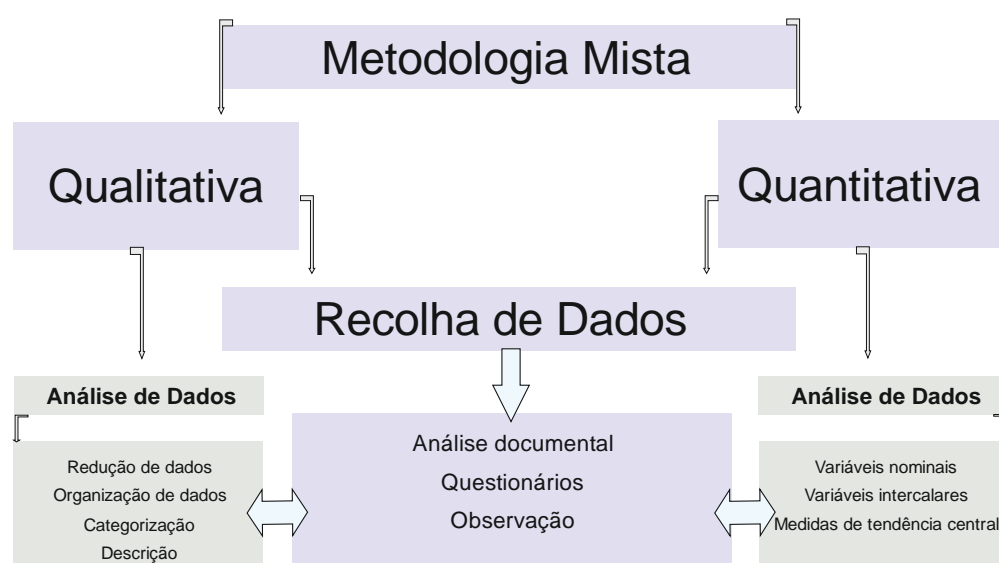 Metodologia Mista
Qualitativa
Quantitativa
Recolha de Dados
Análise de Dados
Análise de Dados
Redução de dados
Organização de dados
Categorização
Descrição
Análise documental
Questionários
Observação
Variáveis nominais
Variáveis intercalares
Medidas de tendência central